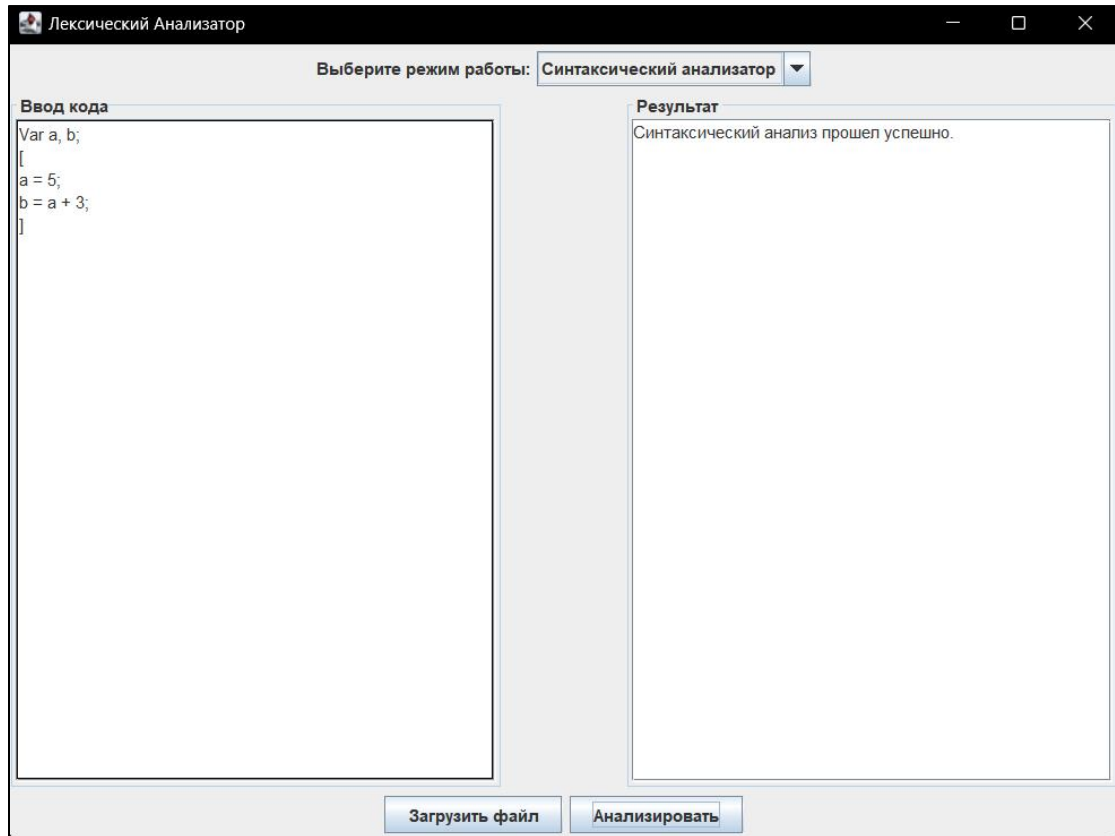 Лексический Анализатор
Выберите режим работы: Синтаксический анализатор
Ввод кода
Var a, b;
[
a = 5;
b = a + 3;
]
Результат
Синтаксический анализ прошел успешно.
Загрузить файл
Анализировать